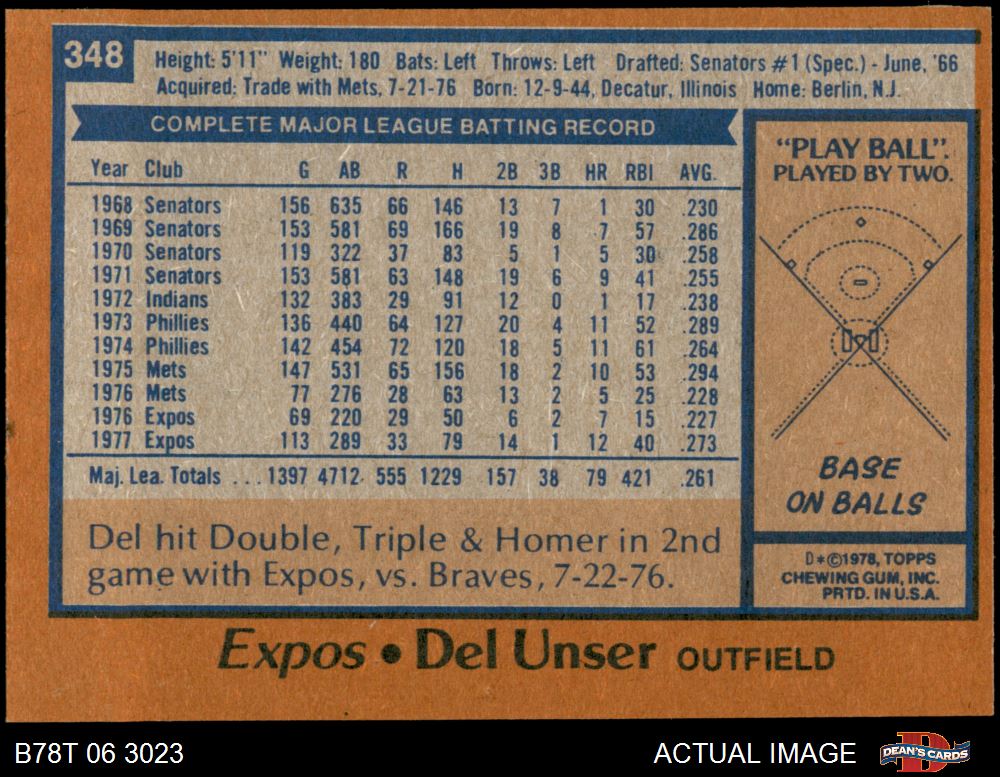 348
Height: 5'11" Weight: 180 Bats: Left Throws: Left Drafted: Senators #1 (Spec.) - June, '66
Acquired: Trade with Mets, 7-21-76 Born: 12-9-44, Decatur, Illinois Home: Berlin, N.J.
COMPLETE MAJOR LEAGUE BATTING RECORD
Year Club G AB R H 2B 3B HR RBI AVG.
1968 Senators 156 635 66 146 13 7 1 30 .230
1969 Senators 153 581 69 166 19 8 7 57 .286
1970 Senators 119 322 37 83 5 1 5 30 .258
1971 Senators 153 581 63 148 19 6 9 41 .255
1972 Indians 132 383 29 91 12 0 1 17 .238
1973 Phillies 136 440 64 127 20 4 11 52 .289
1974 Phillies 142 454 72 120 18 5 11 61 .264
1975 Mets 147 531 65 156 18 2 10 53 .294
1976 Mets 77 276 28 63 13 2 5 25 .228
1976 Expos 69 220 29 50 6 2 7 15 .227
1977 Expos 113 289 33 79 14 1 12 40 .273
Maj. Lea. Totals ... 1397 4712 555 1229 157 38 79 421 .261
Del hit Double, Triple & Homer in 2nd
game with Expos, vs. Braves, 7-22-76.
"PLAY BALL".
PLAYED BY TWO.
BASE
ON BALLS
D*©1978, TOPPS
CHEWING GUM, INC.
PRTD. IN U.S.A.
Expos • Del Unser OUTFIELD
B78T 06 3023
ACTUAL IMAGE
D
DEAN'S CARDS